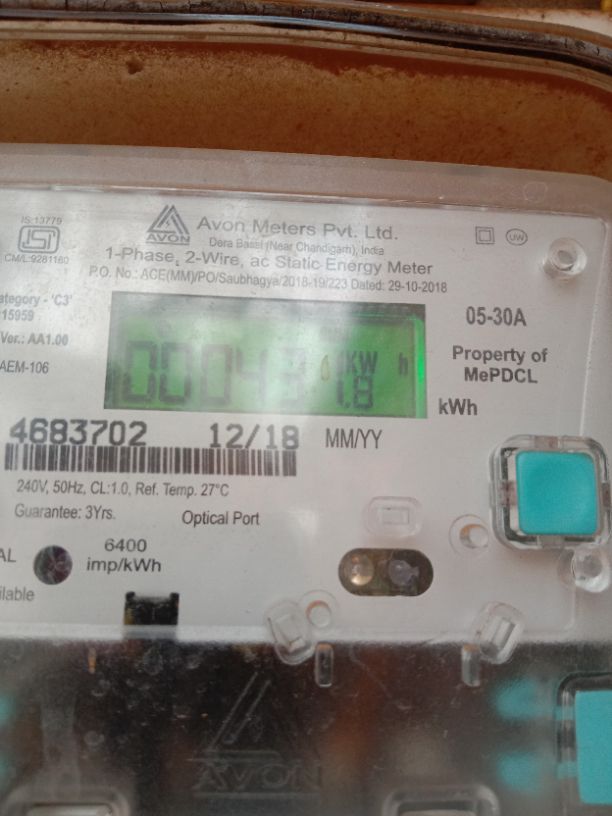 IS:13779
CM/L:9281160
AVON
Avon Meters Pvt. Ltd.
Dera Bassi (Near Chandigarh), India
1-Phase, 2-Wire, ac Static Energy Meter
P.O. No.: ACE(MM)/PO/Saubhagya/2018-19/223 Dated: 29-10-2018
ategory - 'C3'
15959
Ver.: AA1.00
AEM-106
KW h
05-30A
Property of
MePDCL
kWh
4683702 12/18 MM/YY
240V, 50Hz, CL:1.0, Ref. Temp. 27°C
Guarantee: 3Yrs. Optical Port
AL
6400
imp/kWh
ilable
AVON